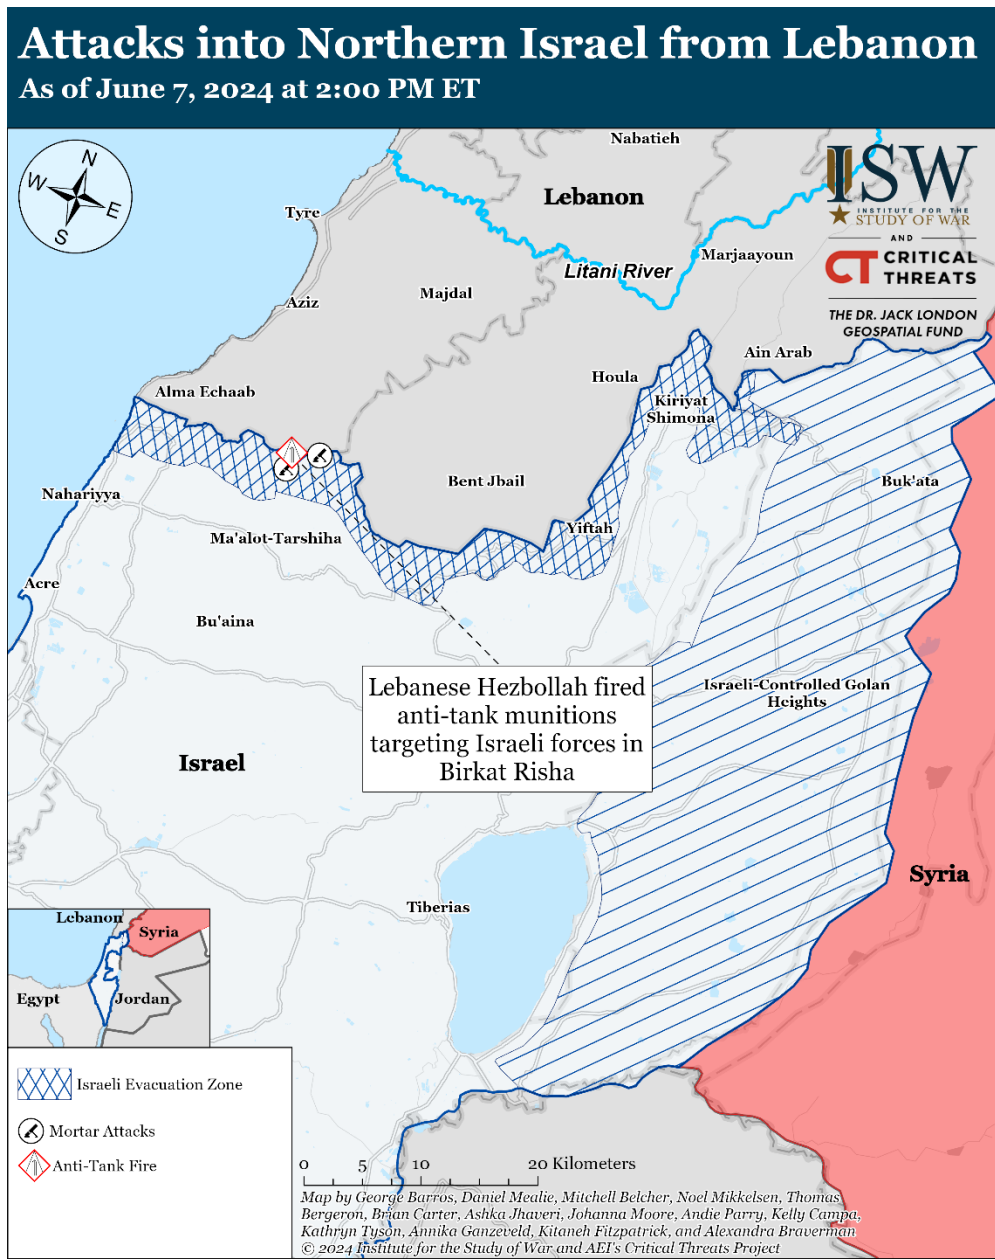 Attacks into Northern Israel from Lebanon
As of June 7, 2024 at 2:00 PM ET
N
W
E
S
Nabatieh
Lebanon
ISW
INSTITUTE FOR THE
STUDY OF WAR
AND
CT CRITICAL
THREATS
THE DR. JACK LONDON
GEOSPATIAL FUND
Tyre
Marjaayoun
Litani River
Majdal
Aziz
Ain Arab
Houla
Alma Echaab
Kiriyat
Shimona
Bent Jbail
Buk'ata
Nahariyya
Yiftah
Ma'alot-Tarshiha
Acre
Bu'aina
Lebanese Hezbollah fired
anti-tank munitions
targeting Israeli forces in
Birkat Risha
Israeli-Controlled Golan
Heights
Israel
Syria
Tiberias
Lebanon
Syria
Egypt
Jordan
Israeli Evacuation Zone
Mortar Attacks
Anti-Tank Fire
0 5 10 20 Kilometers
Map by George Barros, Daniel Mealie, Mitchell Belcher, Noel Mikkelsen, Thomas
Bergeron, Brian Carter, Ashka Jhaveri, Johanna Moore, Andie Parry, Kelly Campa,
Kathryn Tyson, Annika Ganzeveld, Kitaneh Fitzpatrick, and Alexandra Braverman
© 2024 Institute for the Study of War and AEI's Critical Threats Project